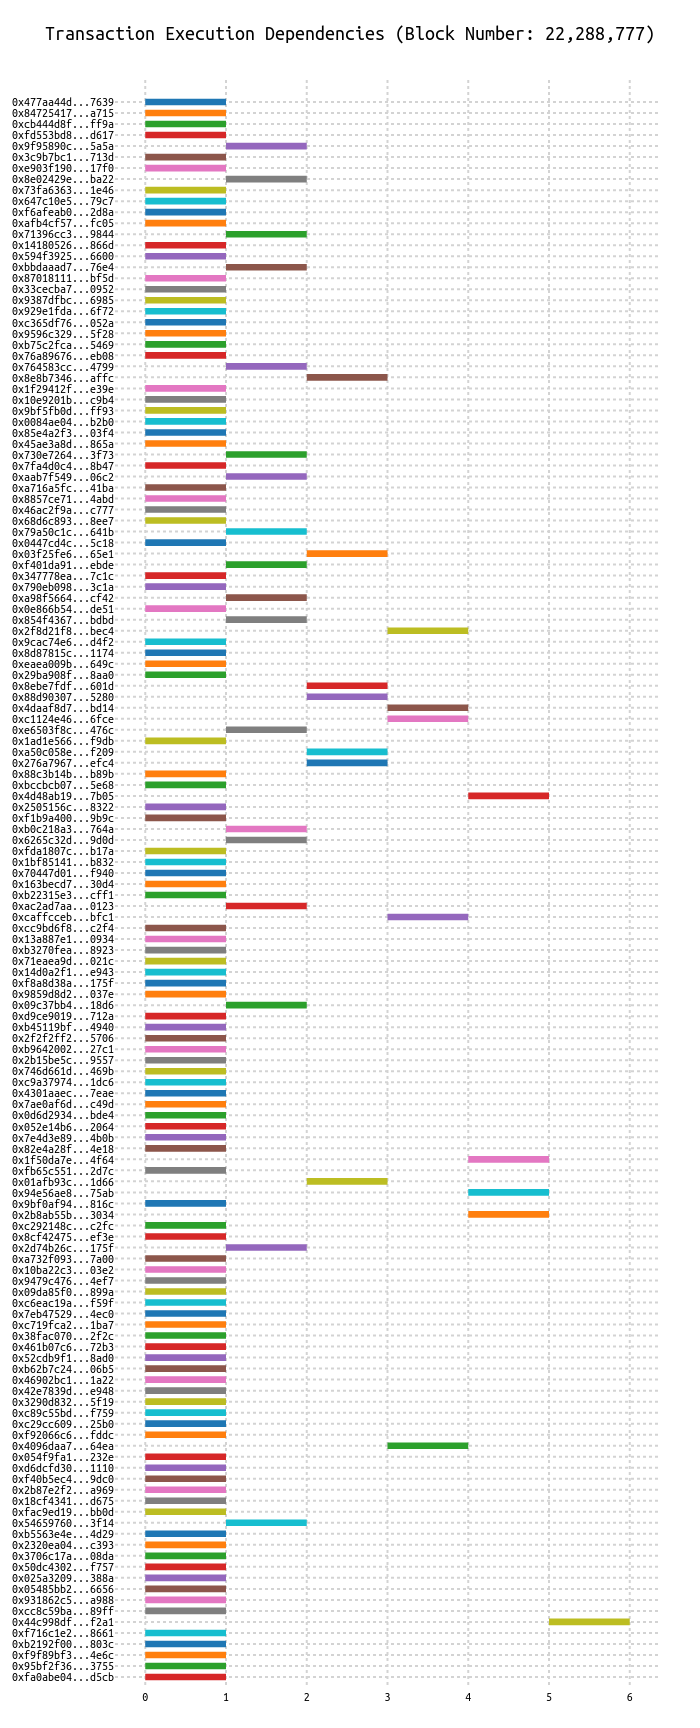 Transaction Execution Dependencies (Block Number: 22,288,777)
0x477aa44d...7639
0x84725417...a715
0xcb444d8f...ff9a
0xfd553bd8...d617
0x9f95890c...5a5a
0x3c9b7bc1...713d
0xe903f190...17f0
0x8e02429e...ba22
0x73fa6363...1e46
0x647c10e5...79c7
0xf6afeab0...2d8a
0xafb4cf57...fc05
0x71396cc3...9844
0x14180526...866d
0x594f3925...6600
0xbbdaaad7...76e4
0x87018111...bf5d
0x33cecba7...0952
0x9387dfbc...6985
0x929e1fda...6f72
0xc365df76...052a
0x9596c329...5f28
0xb75c2fca...5469
0x76a89676...eb08
0x764583cc...4799
0x8e8b7346...affc
0x1f29412f...e39e
0x10e9201b...c9b4
0x9bf5fb0d...ff93
0x0084ae04...b2b0
0x85e4a2f3...03f4
0x45ae3a8d...865a
0x730e7264...3f73
0x7fa4d0c4...8b47
0xaab7f549...06c2
0xa716a5fc...41ba
0x8857ce71...4abd
0x46ac2f9a...c777
0x68d6c893...8ee7
0x79a50c1c...641b
0x0447cd4c...5c18
0x03f25fe6...65e1
0xf401da91...ebde
0x347778ea...7c1c
0x790eb098...3c1a
0xa98f5664...cf42
0x0e866b54...de51
0x854f4367...bdbd
0x2f8d21f8...bec4
0x9cac74e6...d4f2
0x8d87815c...1174
0xeaea009b...649c
0x29ba908f...8aa0
0x8ebe7fdf...601d
0x88d90307...5280
0x4daaf8d7...bd14
0xc1124e46...6fce
0xe6503f8c...476c
0x1ad1e566...f9db
0xa50c058e...f209
0x276a7967...efc4
0x88c3b14b...b89b
0xbccbcb07...5e68
0x4d48ab19...7b05
0x2505156c...8322
0xf1b9a400...9b9c
0xb0c218a3...764a
0x6265c32d...9d0d
0xfda1807c...b17a
0x1bf85141...b832
0x70447d01...f940
0x163becd7...30d4
0xb22315e3...cff1
0xac2ad7aa...0123
0xcaffcceb...bfc1
0xcc9bd6f8...c2f4
0x13a887e1...0934
0xb3270fea...8923
0x71eaea9d...021c
0x14d0a2f1...e943
0xf8a8d38a...175f
0x9859d8d2...037e
0x09c37bb4...18d6
0xd9ce9019...712a
0xb45119bf...4940
0x2f2f2ff2...5706
0xb9642002...27c1
0x2b15be5c...9557
0x746d661d...469b
0xc9a37974...1dc6
0x4301aaec...7eae
0x7ae0af6d...c49d
0x0d6d2934...bde4
0x052e14b6...2064
0x7e4d3e89...4b0b
0x82e4a28f...4e18
0x1f50da7e...4f64
0xfb65c551...2d7c
0x01afb93c...1d66
0x94e56ae8...75ab
0x9bf0af94...816c
0x2b8ab55b...3034
0xc292148c...c2fc
0x8cf42475...ef3e
0x2d74b26c...175f
0xa732f093...7a00
0x10ba22c3...03e2
0x9479c476...4ef7
0x09da85f0...899a
0xc6eac19a...f59f
0x7eb47529...4ec0
0xc719fca2...1ba7
0x38fac070...2f2c
0x461b07c6...72b3
0x52cdb9f1...8ad0
0xb62b7c24...06b5
0x46902bc1...1a22
0x42e7839d...e948
0x3290d832...5f19
0xc89c55bd...f759
0xc29cc609...25b0
0xf92066c6...fddc
0x4096daa7...64ea
0x054f9fa1...232e
0xd6dcfd30...1110
0xf40b5ec4...9dc0
0x2b87e2f2...a969
0x18cf4341...d675
0xfac9ed19...bb0d
0x54659760...3f14
0xb5563e4e...4d29
0x2320ea04...c393
0x3706c17a...08da
0x50dc4302...f757
0x025a3209...388a
0x05485bb2...6656
0x931862c5...a988
0xcc8c59ba...89ff
0x44c998df...f2a1
0xf716c1e2...8661
0xb2192f00...803c
0xf9f89bf3...4e6c
0x95bf2f36...3755
0xfa0abe04...d5cb
0 1 2 3 4 5 6